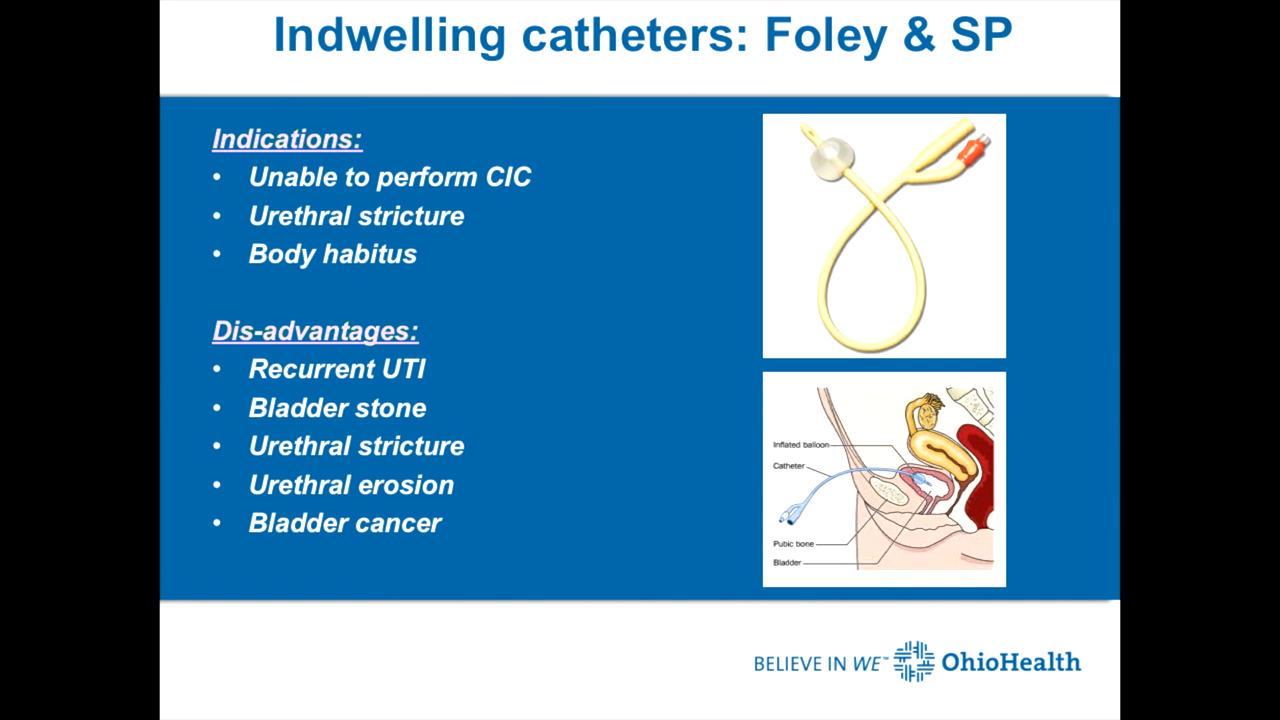 Indwelling catheters: Foley & SP
Indications:
• Unable to perform CIC
• Urethral stricture
• Body habitus
Dis-advantages:
• Recurrent UTI
• Bladder stone
• Urethral stricture
• Urethral erosion
• Bladder cancer
Inflated balloon
Catheter
Pubic bone
Bladder
BELIEVE IN WE™ OhioHealth